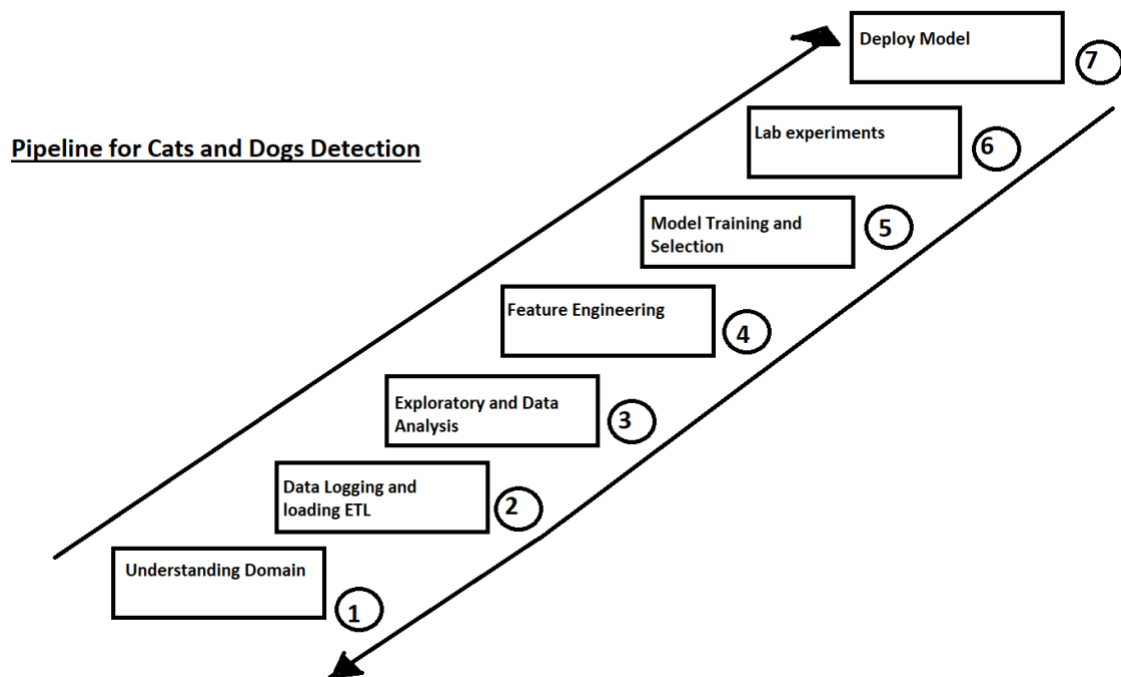 Deploy Model
7
Pipeline for Cats and Dogs Detection
Lab experiments
6
Model Training and
Selection
5
Feature Engineering
4
Exploratory and Data
Analysis
3
Data Logging and
loading ETL
2
Understanding Domain
1